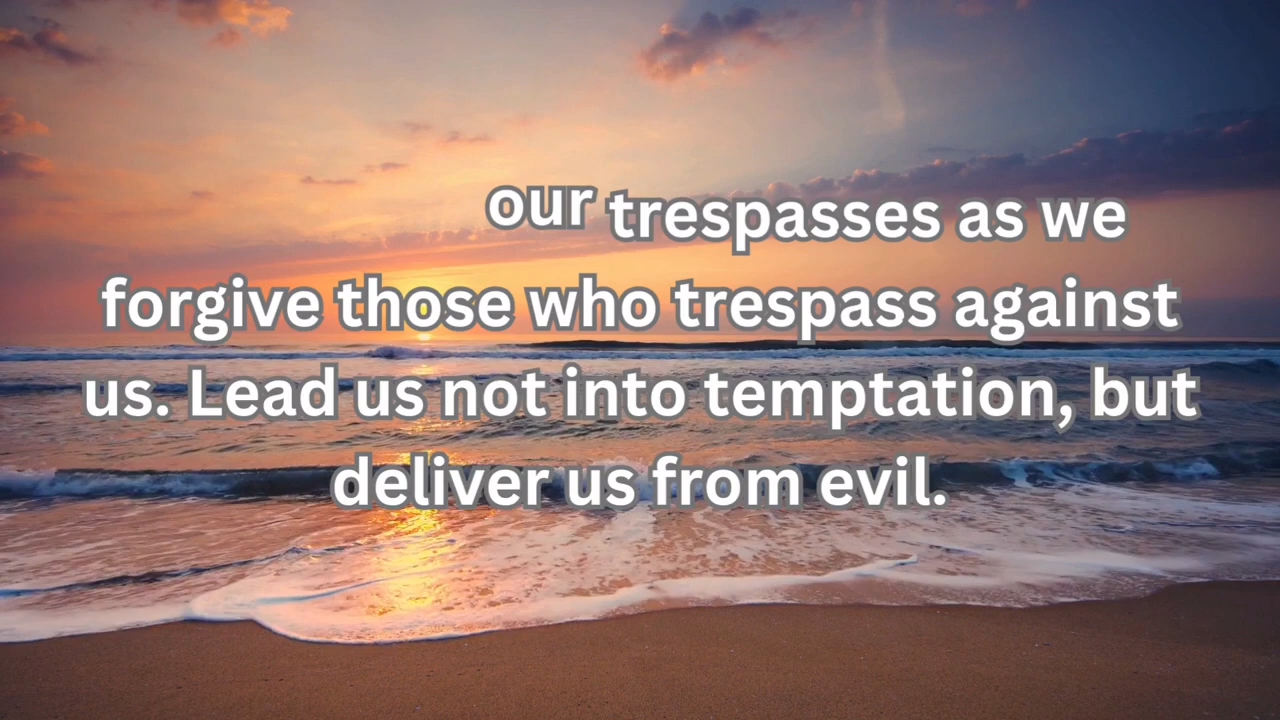 our trespasses as we
forgive those who trespass against
us. Lead us not into temptation, but
deliver us from evil.